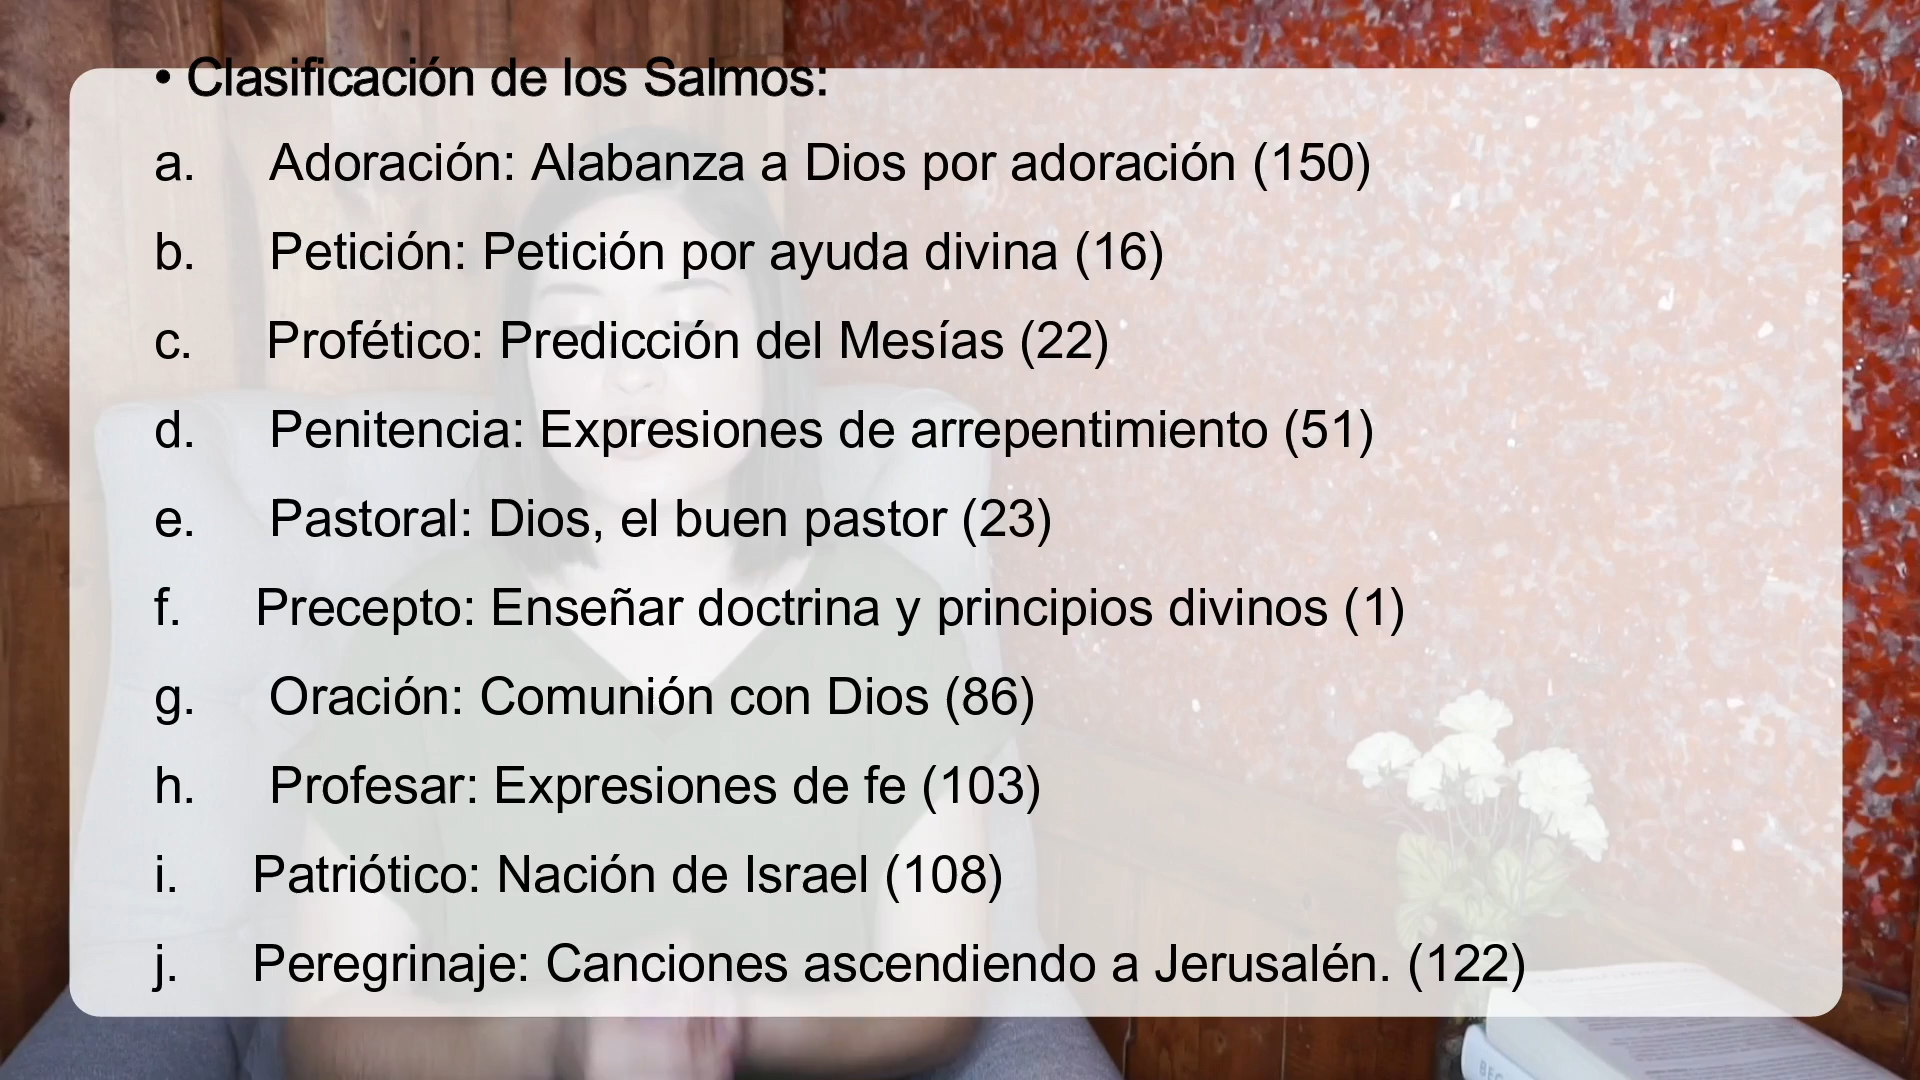 • Clasificación de los Salmos:
a. Adoración: Alabanza a Dios por adoración (150)
b. Petición: Petición por ayuda divina (16)
c. Profético: Predicción del Mesías (22)
d. Penitencia: Expresiones de arrepentimiento (51)
e. Pastoral: Dios, el buen pastor (23)
f. Precepto: Enseñar doctrina y principios divinos (1)
g. Oración: Comunión con Dios (86)
h. Profesar: Expresiones de fe (103)
i. Patriótico: Nación de Israel (108)
j. Peregrinaje: Canciones ascendiendo a Jerusalén. (122)